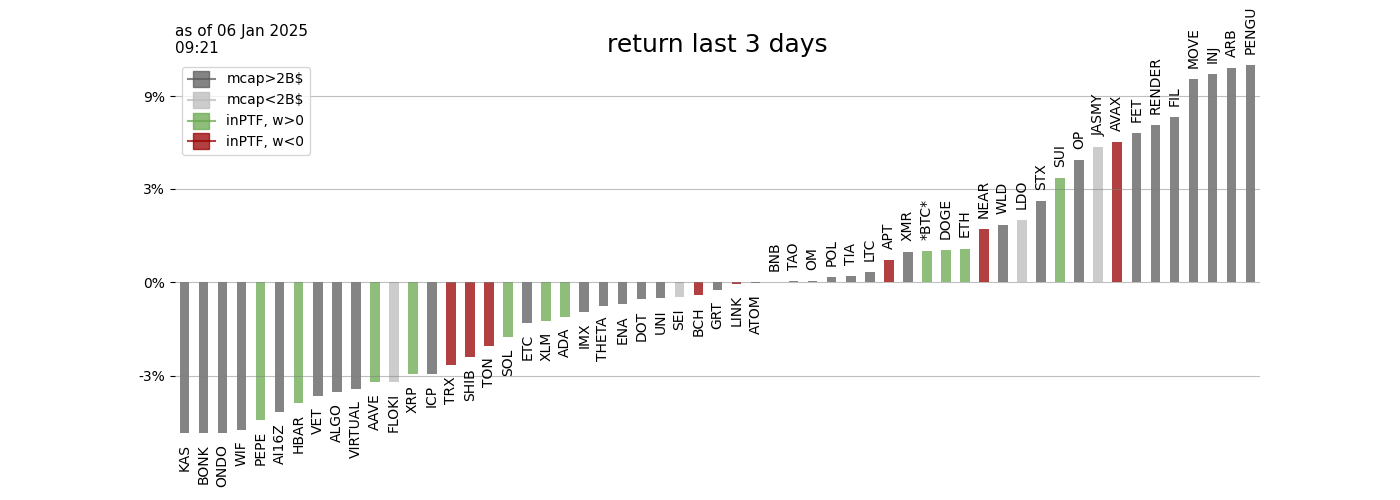 as of 06 Jan 2025
09:21
return last 3 days
mcap>2B$
mcap<2B$
inPTF, w>0
inPTF, w<0
9%
3%
0%
-3%
KAS
BONK
ONDO
WIF
PEPE
AI16Z
HBAR
VET
ALGO
VIRTUAL
AAVE
FLOKI
XRP
ICP
TRX
SHIB
TON
SOL
ETC
XLM
ADA
IMX
THETA
ENA
DOT
UNI
SEI
BCH
GRT
LINK
ATOM
BNB
TAO
OM
POL
TIA
LTC
APT
XMR
*BTC*
DOGE
ETH
NEAR
WLD
LDO
STX
SUI
OP
JASMY
AVAX
FET
RENDER
FIL
MOVE
INJ
ARB
PENGU